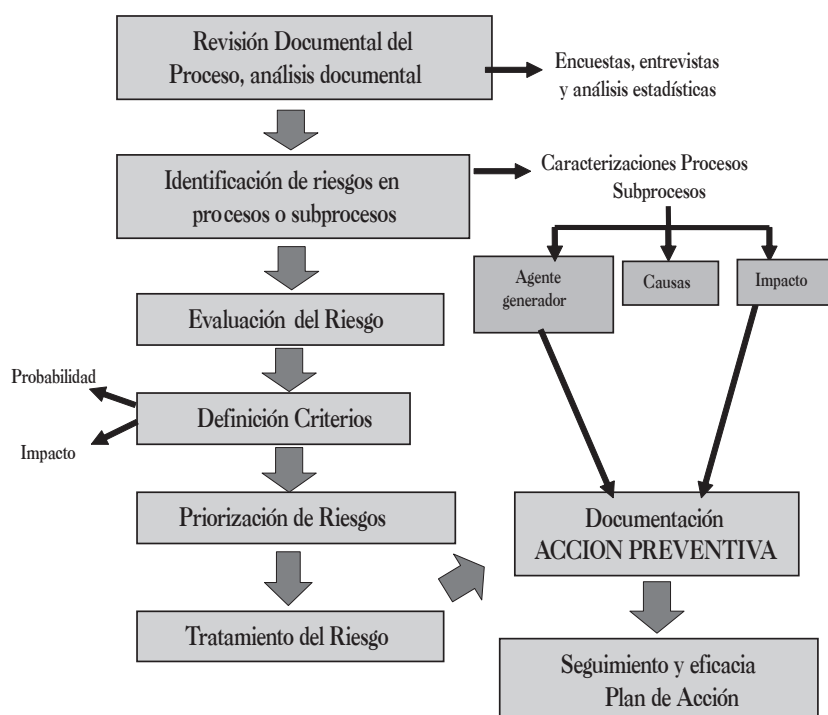 Revisión Documental del
Proceso, análisis documental
Encuestas, entrevistas
y análisis estadísticas
Identificación de riesgos en
procesos o subprocesos
Caracterizaciones Procesos
Subprocesos
Agente
generador
Causas
Impacto
Evaluación del Riesgo
Probabilidad
Impacto
Definición Criterios
Priorización de Riesgos
Tratamiento del Riesgo
Documentación
ACCION PREVENTIVA
Seguimiento y eficacia
Plan de Acción